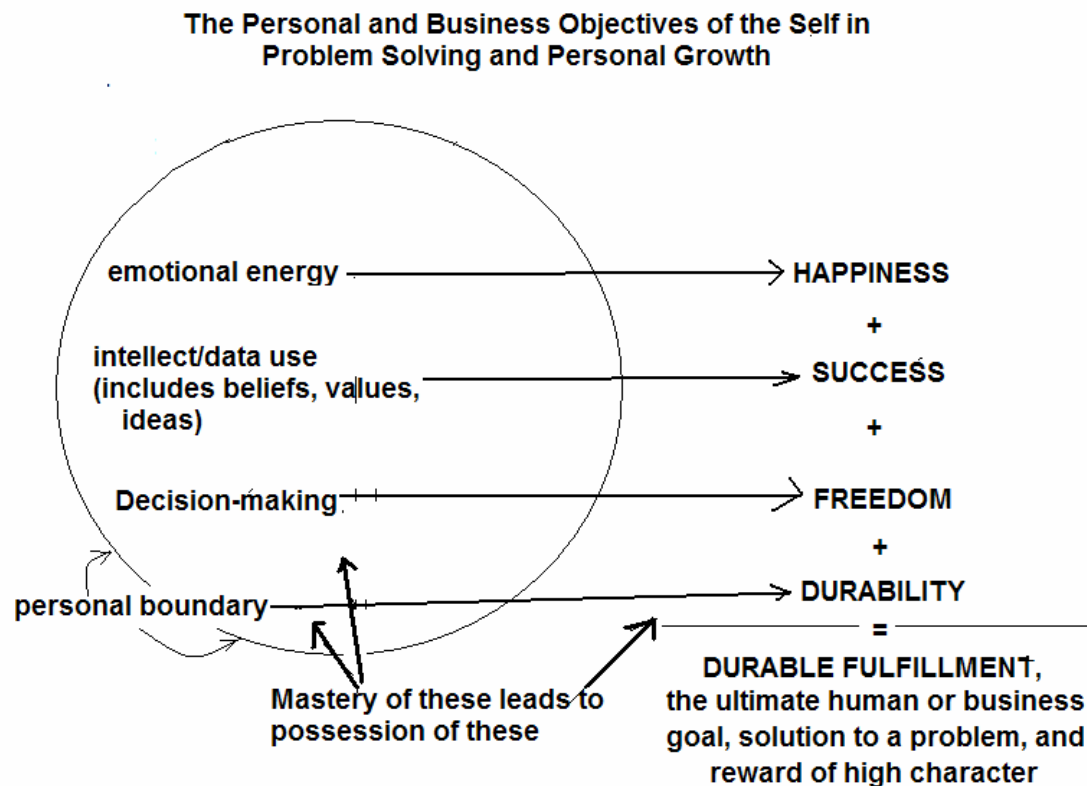 The Personal and Business Objectives of the Self in
Problem Solving and Personal Growth
emotional energy
HAPPINESS
+
intellect/data use
(includes beliefs, values,
ideas)
SUCCESS
+
Decision-making
FREEDOM
+
personal boundary
DURABILITY
=
Mastery of these leads to
possession of these
DURABLE FULFILLMENT,
the ultimate human or business
goal, solution to a problem, and
reward of high character